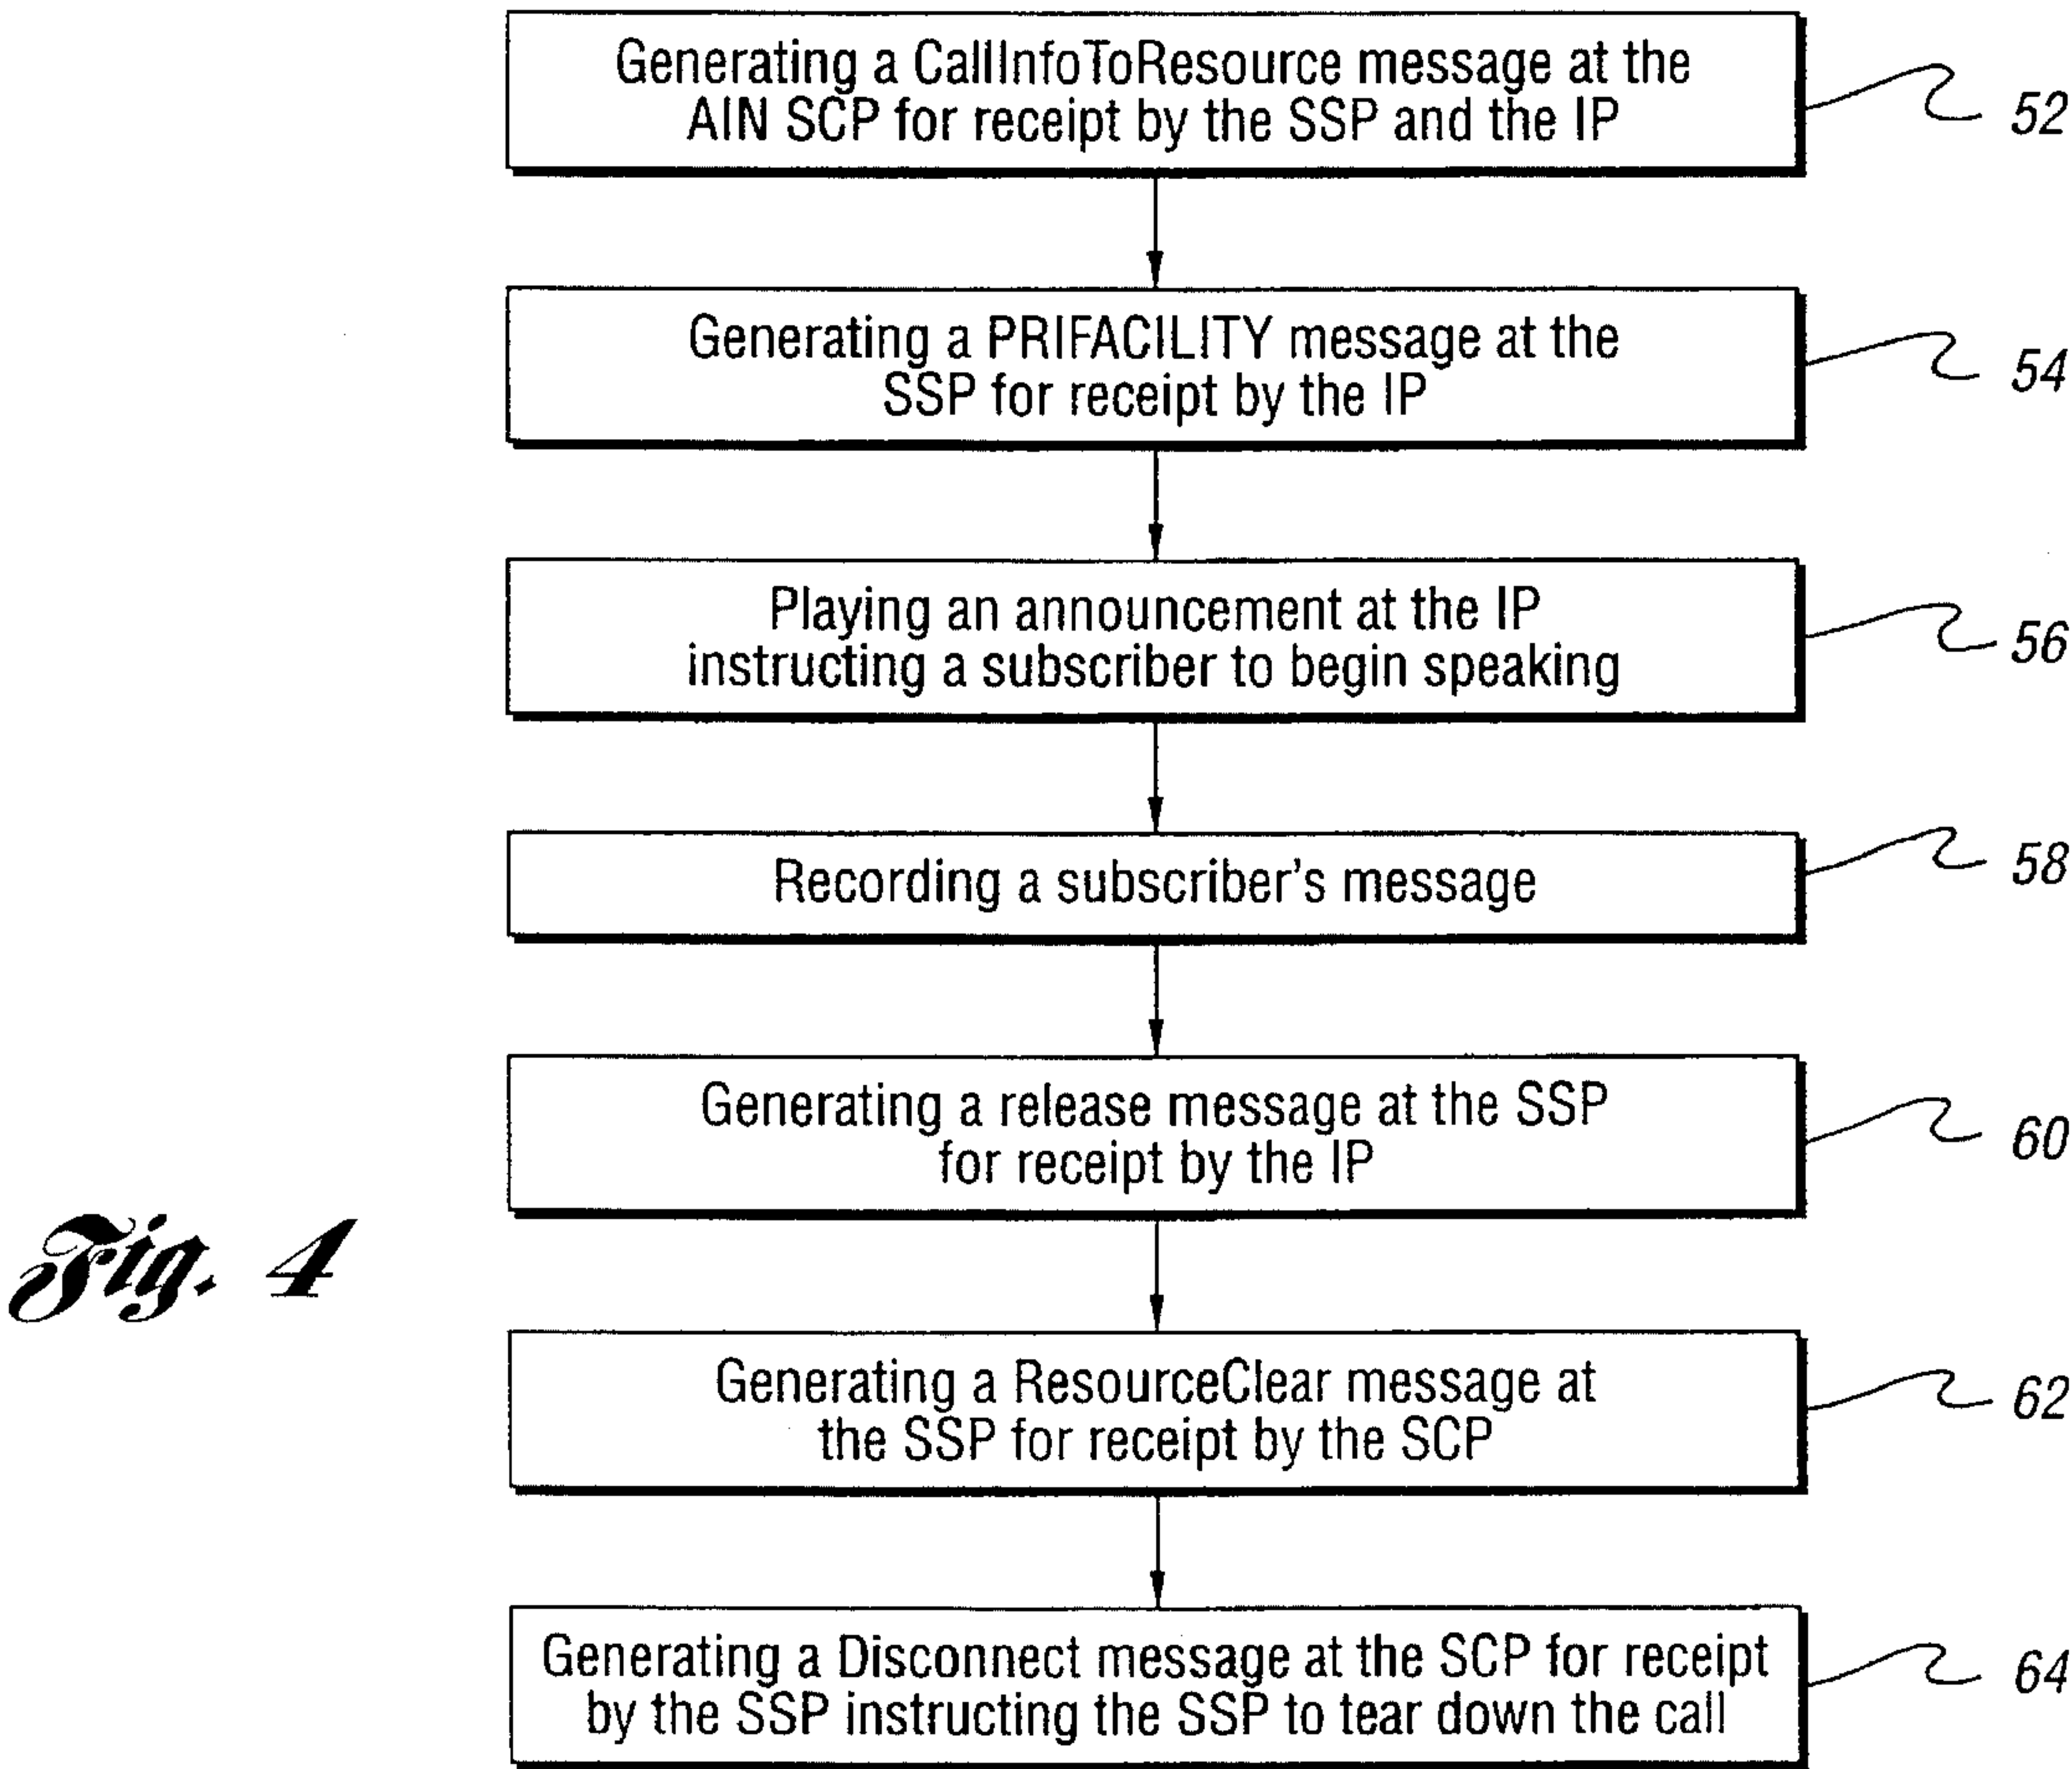 Generating a CallInfoToResource message at the
AIN SCP for receipt by the SSP and the IP
52
Generating a PRIFACILITY message at the
SSP for receipt by the IP
54
Playing an announcement at the IP
instructing a subscriber to begin speaking
56
Recording a subscriber's message
58
Generating a release message at the SSP
for receipt by the IP
60
Generating a ResourceClear message at
the SSP for receipt by the SCP
62
Generating a Disconnect message at the SCP for receipt
by the SSP instructing the SSP to tear down the call
64
Fig. 4